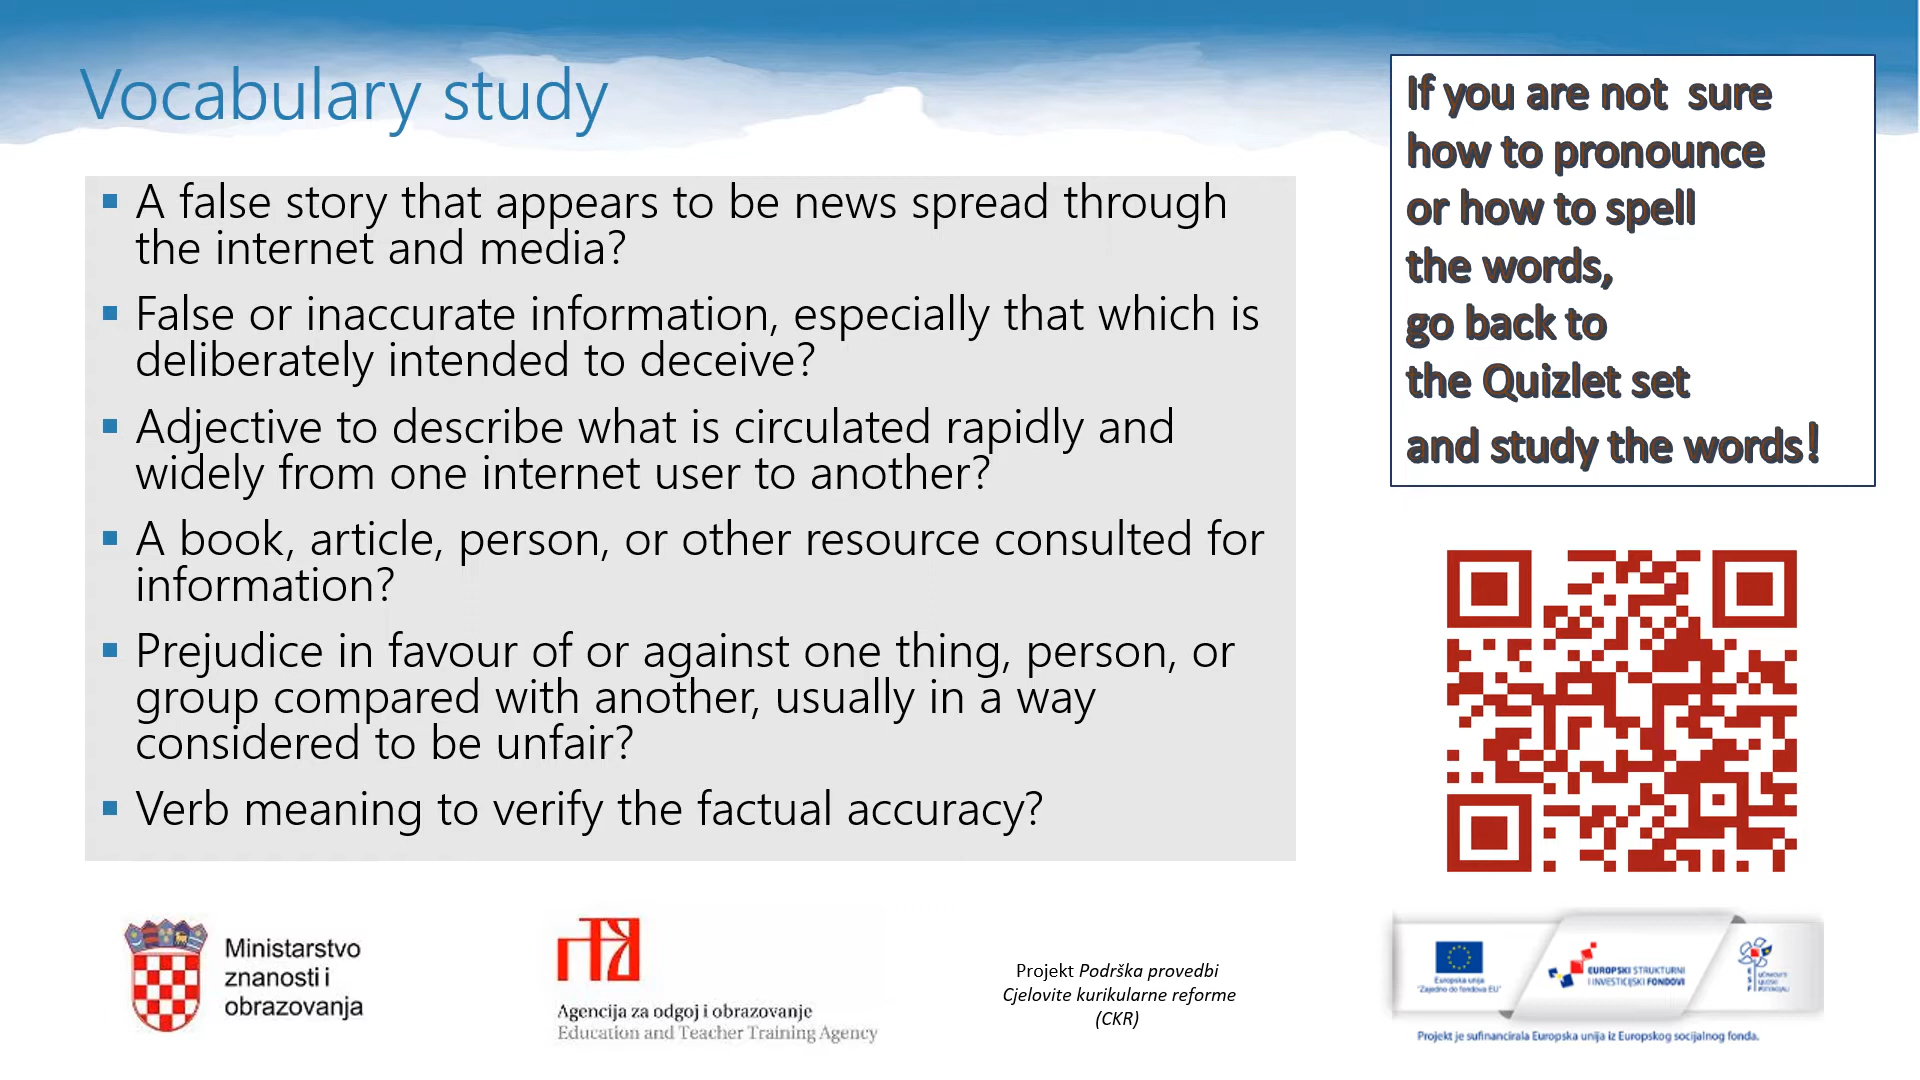 Vocabulary study
A false story that appears to be news spread through
the internet and media?
False or inaccurate information, especially that which is
deliberately intended to deceive?
Adjective to describe what is circulated rapidly and
widely from one internet user to another?
A book, article, person, or other resource consulted for
information?
Prejudice in favour of or against one thing, person, or
group compared with another, usually in a way
considered to be unfair?
Verb meaning to verify the factual accuracy?
If you are not sure
how to pronounce
or how to spell
the words,
go back to
the Quizlet set
and study the words!
Ministarstvo
znanosti i
obrazovanja
Agencija za odgoj i obrazovanje
Education and Teacher Training Agency
Projekt Podrška provedbi
Cjelovite kurikularne reforme
(CKR)
Europska unija
"Zajedno do fondova EU"
EUROPSKI STRUKTURNI
I INVESTICIJSKI FONDOVI
Projekt je sufinancirala Europska unija iz Europskog socijalnog fonda.